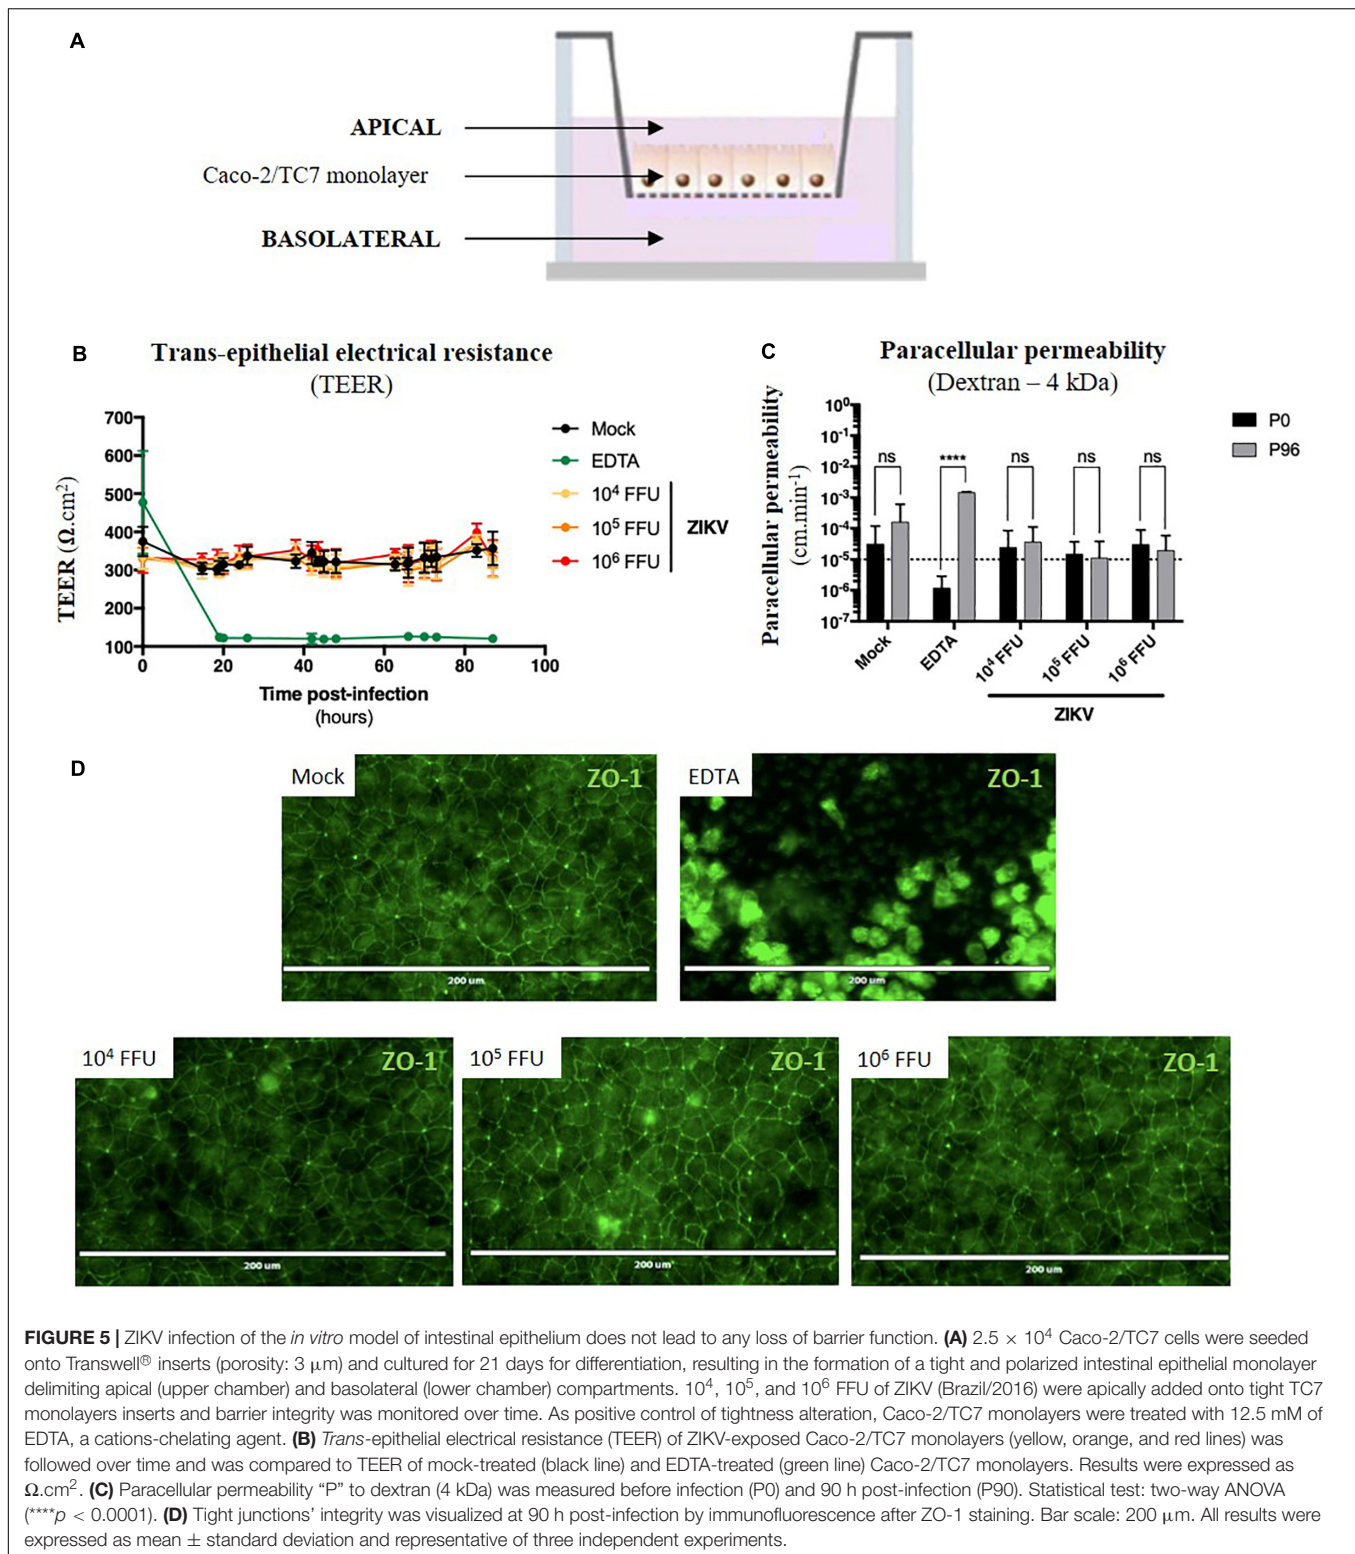 A
APICAL
Caco-2/TC7 monolayer
BASOLATERAL
B
Trans-epithelial electrical resistance
(TEER)
TEER (Ω.cm²)
700
600
500
400
300
200
100
0
20
40
60
80
100
Time post-infection
(hours)
Mock
EDTA
10⁴ FFU
10⁵ FFU
10⁶ FFU
ZIKV
C
Paracellular permeability
(Dextran – 4 kDa)
Paracellular permeability
(cm.min⁻¹)
10⁰
10⁻¹
10⁻²
10⁻³
10⁻⁴
10⁻⁵
10⁻⁶
10⁻⁷
ns
****
ns
ns
ns
Mock
EDTA
10⁴ FFU
10⁵ FFU
10⁶ FFU
ZIKV
P0
P96
D
Mock
ZO-1
200 um
EDTA
ZO-1
200 um
10⁴ FFU
ZO-1
200 um
10⁵ FFU
ZO-1
200 um
10⁶ FFU
ZO-1
200 um
FIGURE 5 | ZIKV infection of the in vitro model of intestinal epithelium does not lead to any loss of barrier function. (A) 2.5 × 10⁴ Caco-2/TC7 cells were seeded
onto Transwell® inserts (porosity: 3 μm) and cultured for 21 days for differentiation, resulting in the formation of a tight and polarized intestinal epithelial monolayer
delimiting apical (upper chamber) and basolateral (lower chamber) compartments. 10⁴, 10⁵, and 10⁶ FFU of ZIKV (Brazil/2016) were apically added onto tight TC7
monolayers inserts and barrier integrity was monitored over time. As positive control of tightness alteration, Caco-2/TC7 monolayers were treated with 12.5 mM of
EDTA, a cations-chelating agent. (B) Trans-epithelial electrical resistance (TEER) of ZIKV-exposed Caco-2/TC7 monolayers (yellow, orange, and red lines) was
followed over time and was compared to TEER of mock-treated (black line) and EDTA-treated (green line) Caco-2/TC7 monolayers. Results were expressed as
Ω.cm². (C) Paracellular permeability “P” to dextran (4 kDa) was measured before infection (P0) and 90 h post-infection (P90). Statistical test: two-way ANOVA
(****p < 0.0001). (D) Tight junctions’ integrity was visualized at 90 h post-infection by immunofluorescence after ZO-1 staining. Bar scale: 200 μm. All results were
expressed as mean ± standard deviation and representative of three independent experiments.